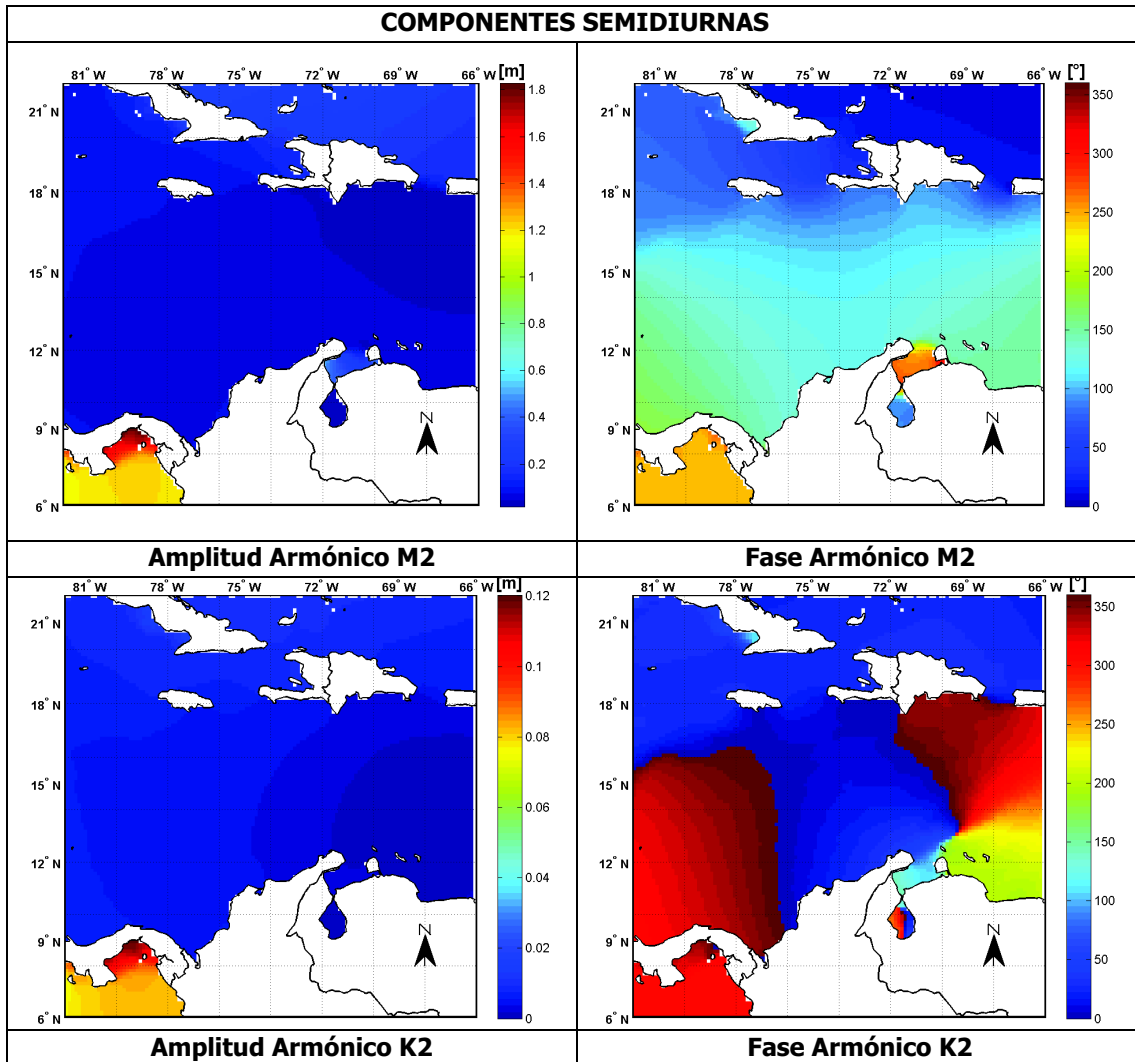 COMPONENTES SEMIDIURNAS
81° W 78° W 75° W 72° W 69° W 66° W [m]
21° N
18° N
15° N
12° N
9° N
6° N
1.8
1.6
1.4
1.2
1
0.8
0.6
0.4
0.2
N
81° W 78° W 75° W 72° W 69° W 66° W [°]
21° N
18° N
15° N
12° N
9° N
6° N
350
300
250
200
150
100
50
0
N
Amplitud Armónico M2 Fase Armónico M2
81° W 78° W 75° W 72° W 69° W 66° W [m]
21° N
18° N
15° N
12° N
9° N
6° N
0.12
0.1
0.08
0.06
0.04
0.02
0
N
81° W 78° W 75° W 72° W 69° W 66° W [°]
21° N
18° N
15° N
12° N
9° N
6° N
350
300
250
200
150
100
50
0
N
Amplitud Armónico K2 Fase Armónico K2